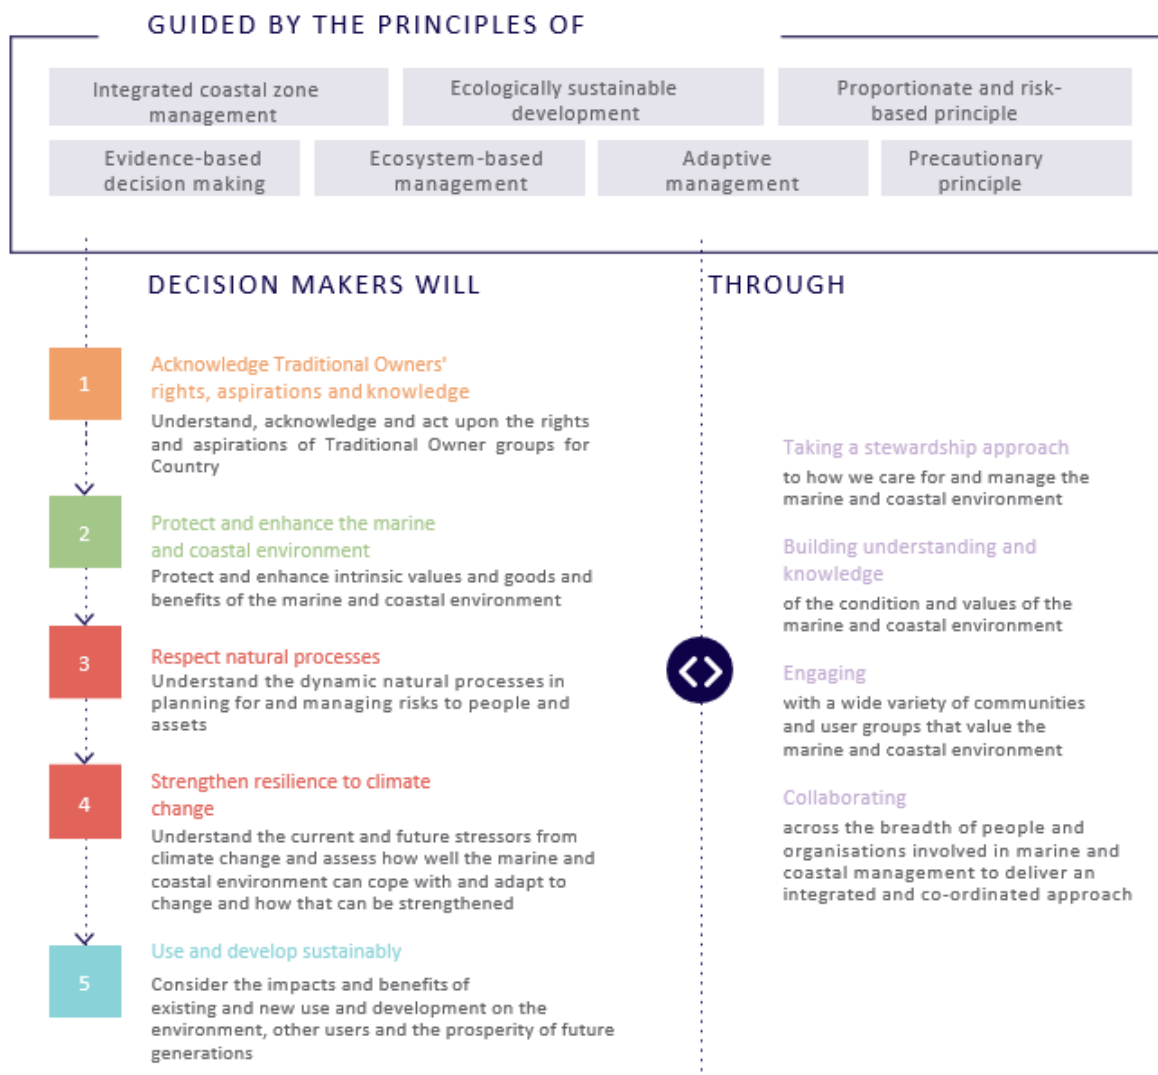 GUIDED BY THE PRINCIPLES OF
Integrated coastal zone
management
Ecologically sustainable
development
Proportionate and risk-
based principle
Evidence-based
decision making
Ecosystem-based
management
Adaptive
management
Precautionary
principle
DECISION MAKERS WILL
1
Acknowledge Traditional Owners'
rights, aspirations and knowledge
Understand, acknowledge and act upon the rights
and aspirations of Traditional Owner groups for
Country
2
Protect and enhance the marine
and coastal environment
Protect and enhance intrinsic values and goods and
benefits of the marine and coastal environment
3
Respect natural processes
Understand the dynamic natural processes in
planning for and managing risks to people and
assets
4
Strengthen resilience to climate
change
Understand the current and future stressors from
climate change and assess how well the marine and
coastal environment can cope with and adapt to
change and how that can be strengthened
5
Use and develop sustainably
Consider the impacts and benefits of
existing and new use and development on the
environment, other users and the prosperity of future
generations
THROUGH
Taking a stewardship approach
to how we care for and manage the
marine and coastal environment
Building understanding and
knowledge
of the condition and values of the
marine and coastal environment
Engaging
with a wide variety of communities
and user groups that value the
marine and coastal environment
Collaborating
across the breadth of people and
organisations involved in marine and
coastal management to deliver an
integrated and co-ordinated approach